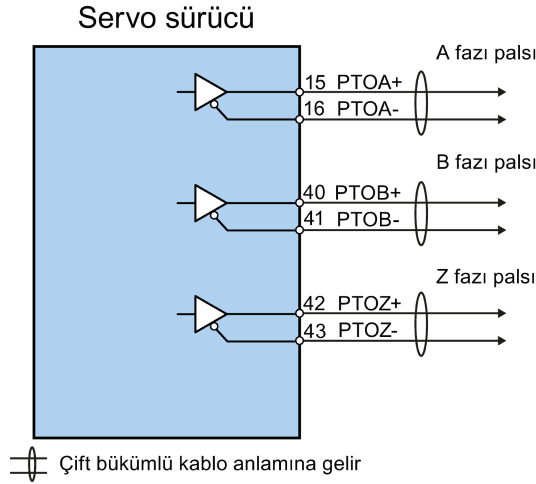 Servo sürücü
A fazı palsı
15 PTOA+
16 PTOA-
B fazı palsı
40 PTOB+
41 PTOB-
Z fazı palsı
42 PTOZ+
43 PTOZ-
Çift bükümlü kablo anlamına gelir